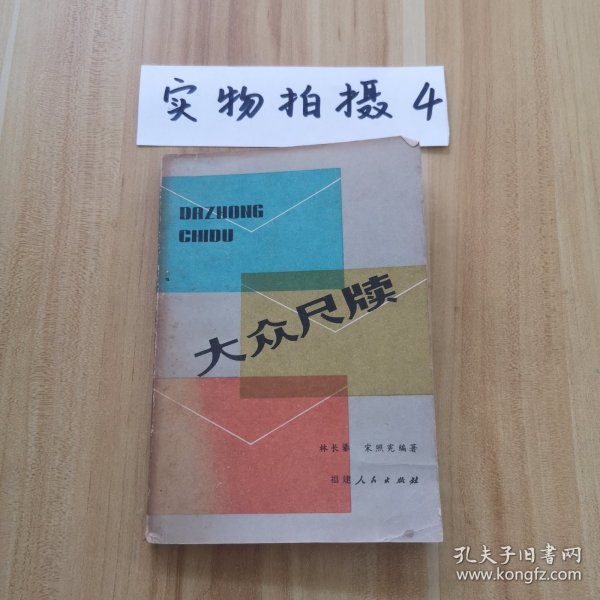 实物拍摄4
DAZHONG
CHIDU
大众尺牍
林长 宋照宪编著
福建人民出版社
孔夫子旧书网
www.kongfz.com